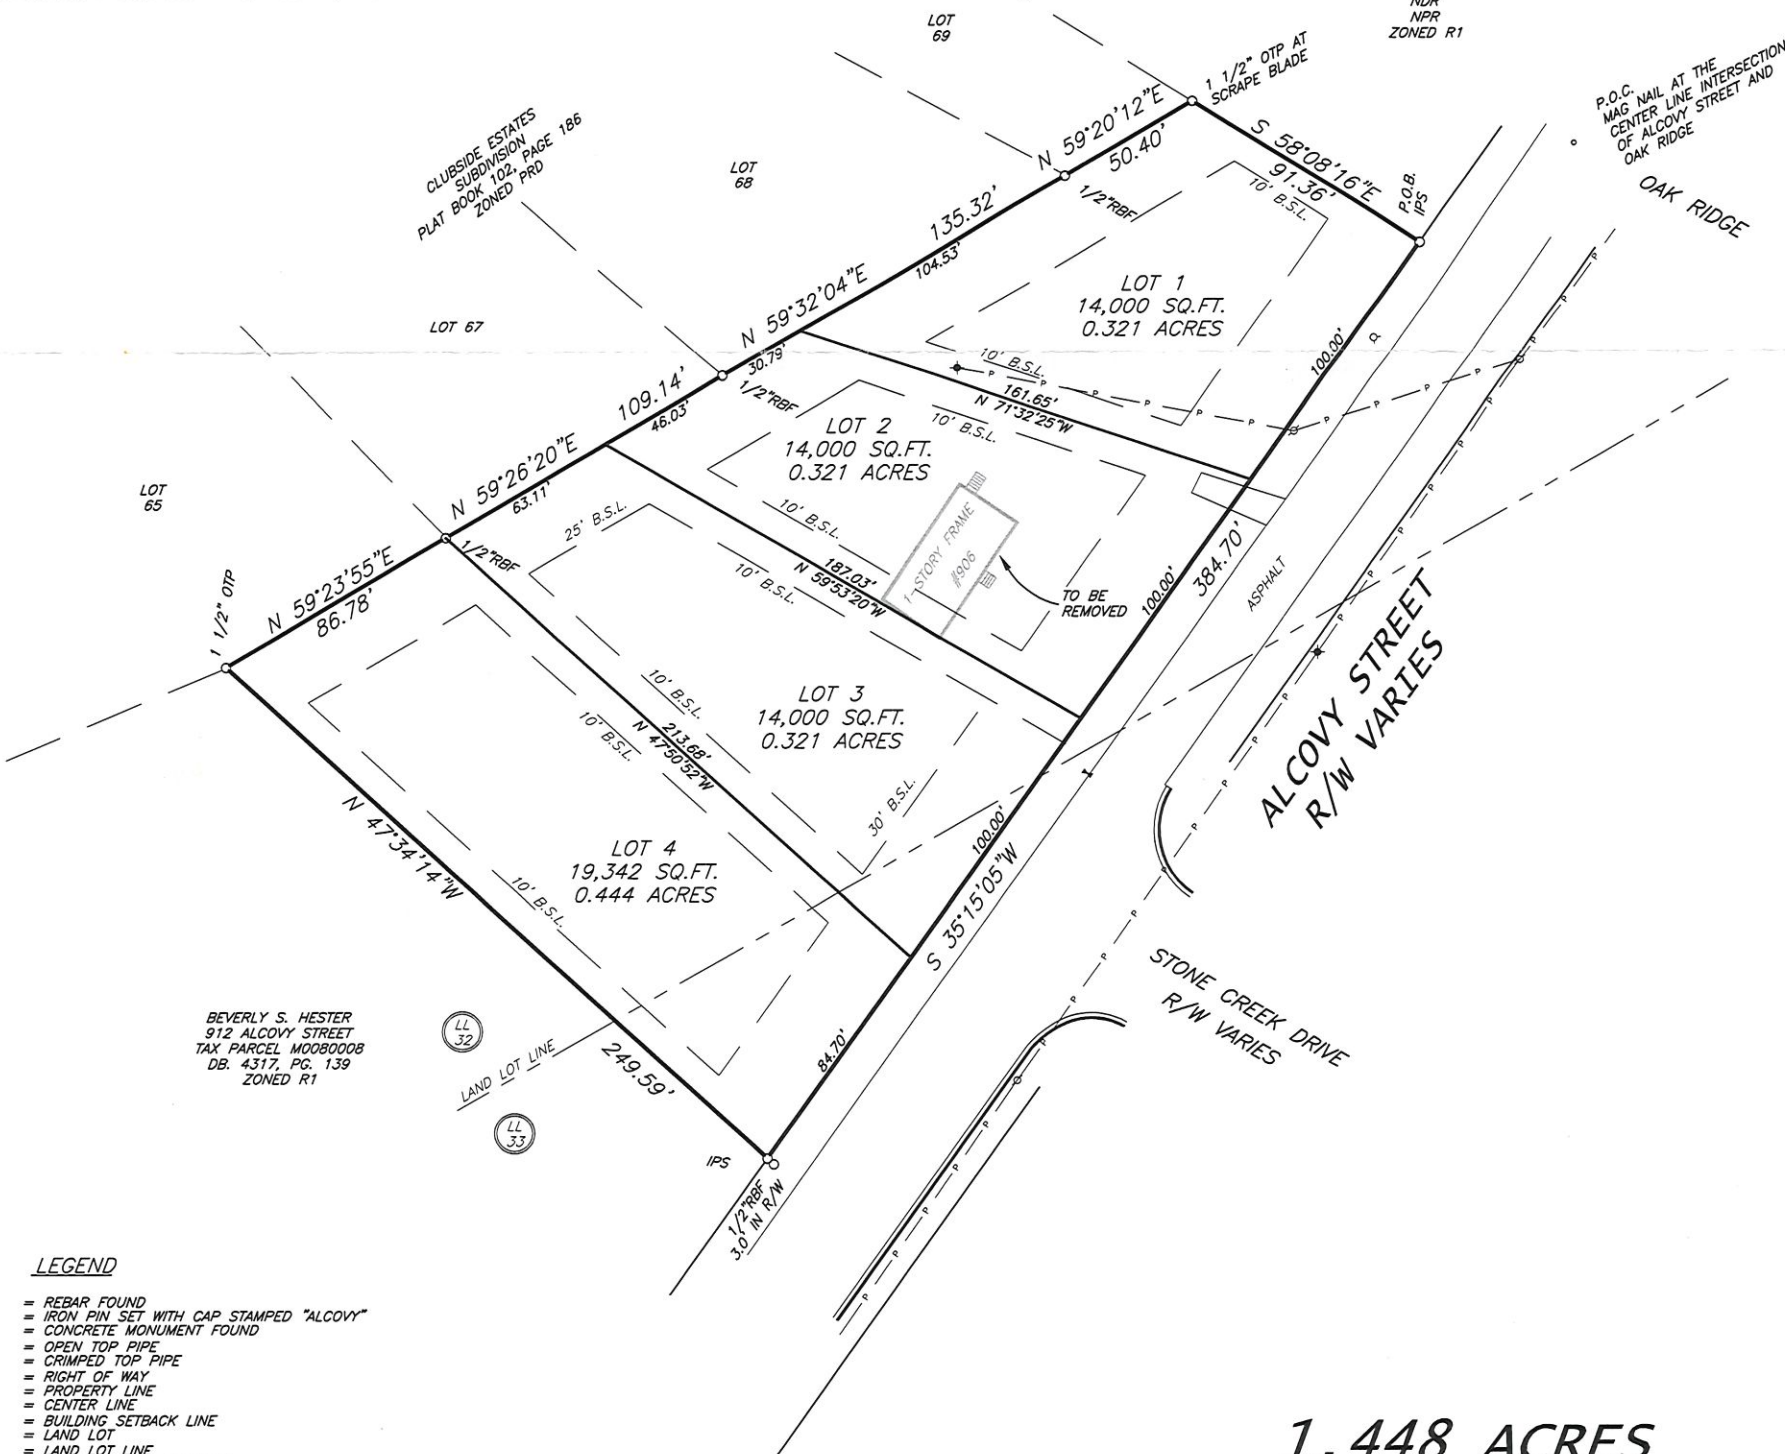 NPR
ZONED R1
LOT
69
1 1/2" OTP AT
SCRAPE BLADE
P.O.C.
MAG NAIL AT THE
CENTER LINE INTERSECTION
OF ALCOVY STREET AND
OAK RIDGE
OAK RIDGE
CLUBSIDE ESTATES
SUBDIVISION
PLAT BOOK 102, PAGE 186
ZONED PRD
LOT
68
N 59°20'12"E
50.40'
S 58°08'16"E
91.36'
10' B.S.L.
P.O.B.
IPS
1/2"RBF
135.32'
104.53'
N 59°32'04"E
30.79'
LOT 1
14,000 SQ.FT.
0.321 ACRES
100.00'
LOT 67
1/2"RBF
10' B.S.L.
161.65'
N 71°32'25"W
10' B.S.L.
109.14'
46.03'
N 59°26'20"E
63.11'
LOT 2
14,000 SQ.FT.
0.321 ACRES
LOT
65
25' B.S.L.
10' B.S.L.
1-STORY FRAME
#906
TO BE
REMOVED
187.03'
N 59°53'20"W
10' B.S.L.
100.00'
384.70'
ASPHALT
1/2"RBF
1 1/2" OTP
N 59°23'55"E
86.78'
ALCOVY STREET
R/W VARIES
10' B.S.L.
LOT 3
14,000 SQ.FT.
0.321 ACRES
213.68'
N 47°50'52"W
10' B.S.L.
30' B.S.L.
100.00'
N 47°34'14"W
LOT 4
19,342 SQ.FT.
0.444 ACRES
10' B.S.L.
S 35°15'05"W
STONE CREEK DRIVE
R/W VARIES
BEVERLY S. HESTER
912 ALCOVY STREET
TAX PARCEL M0080008
DB. 4317, PG. 139
ZONED R1
LL
32
LAND LOT LINE
LL
33
249.59'
84.70'
IPS
1/2"RBF
3.0' IN R/W
P P P P P P P P P P P P P P P P P P P P P P P P
LEGEND
= REBAR FOUND
= IRON PIN SET WITH CAP STAMPED "ALCOVY"
= CONCRETE MONUMENT FOUND
= OPEN TOP PIPE
= CRIMPED TOP PIPE
= RIGHT OF WAY
= PROPERTY LINE
= CENTER LINE
= BUILDING SETBACK LINE
= LAND LOT
= LAND LOT LINE
1.448 ACRES